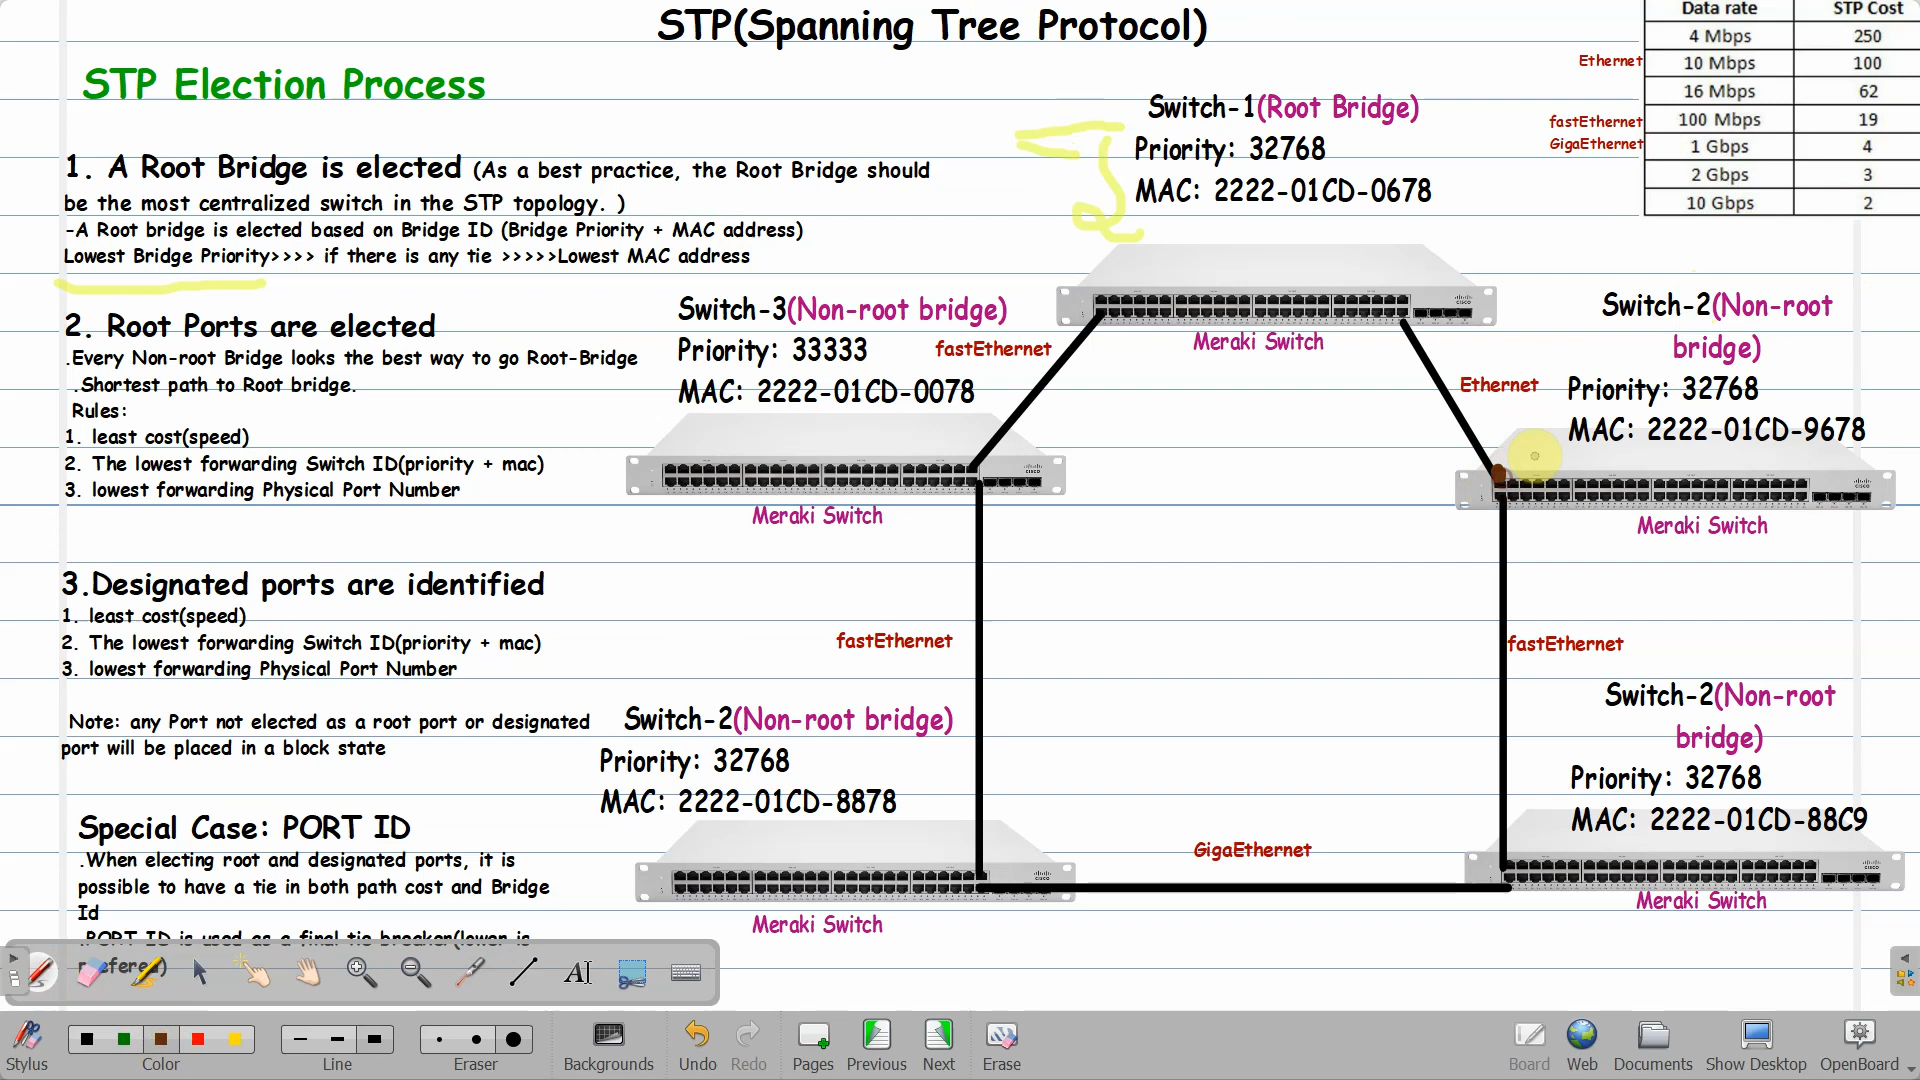 STP(Spanning Tree Protocol)
STP Election Process
1. A Root Bridge is elected (As a best practice, the Root Bridge should
be the most centralized switch in the STP topology. )
-A Root bridge is elected based on Bridge ID (Bridge Priority + MAC address)
Lowest Bridge Priority>>>> if there is any tie >>>>>Lowest MAC address
2. Root Ports are elected
.Every Non-root Bridge looks the best way to go Root-Bridge
.Shortest path to Root bridge.
Rules:
1. least cost(speed)
2. The lowest forwarding Switch ID(priority + mac)
3. lowest forwarding Physical Port Number
3.Designated ports are identified
1. least cost(speed)
2. The lowest forwarding Switch ID(priority + mac)
3. lowest forwarding Physical Port Number
Note: any Port not elected as a root port or designated
port will be placed in a block state
Special Case: PORT ID
.When electing root and designated ports, it is
possible to have a tie in both path cost and Bridge
Id
.PORT ID is used as a final tie breaker(lower is
prefered)
Data rate STP Cost
4 Mbps 250
Ethernet 10 Mbps 100
16 Mbps 62
fastEthernet 100 Mbps 19
GigaEthernet 1 Gbps 4
2 Gbps 3
10 Gbps 2
Switch-1(Root Bridge)
Priority: 32768
MAC: 2222-01CD-0678
Meraki Switch
Switch-3(Non-root bridge)
Priority: 33333
MAC: 2222-01CD-0078
Meraki Switch
fastEthernet
Ethernet
Switch-2(Non-root
bridge)
Priority: 32768
MAC: 2222-01CD-9678
Meraki Switch
fastEthernet
fastEthernet
Switch-2(Non-root bridge)
Priority: 32768
MAC: 2222-01CD-8878
Meraki Switch
GigaEthernet
Switch-2(Non-root
bridge)
Priority: 32768
MAC: 2222-01CD-88C9
Meraki Switch
Stylus Color Line Eraser Backgrounds Undo Redo Pages Previous Next Erase Board Web Documents Show Desktop OpenBoard